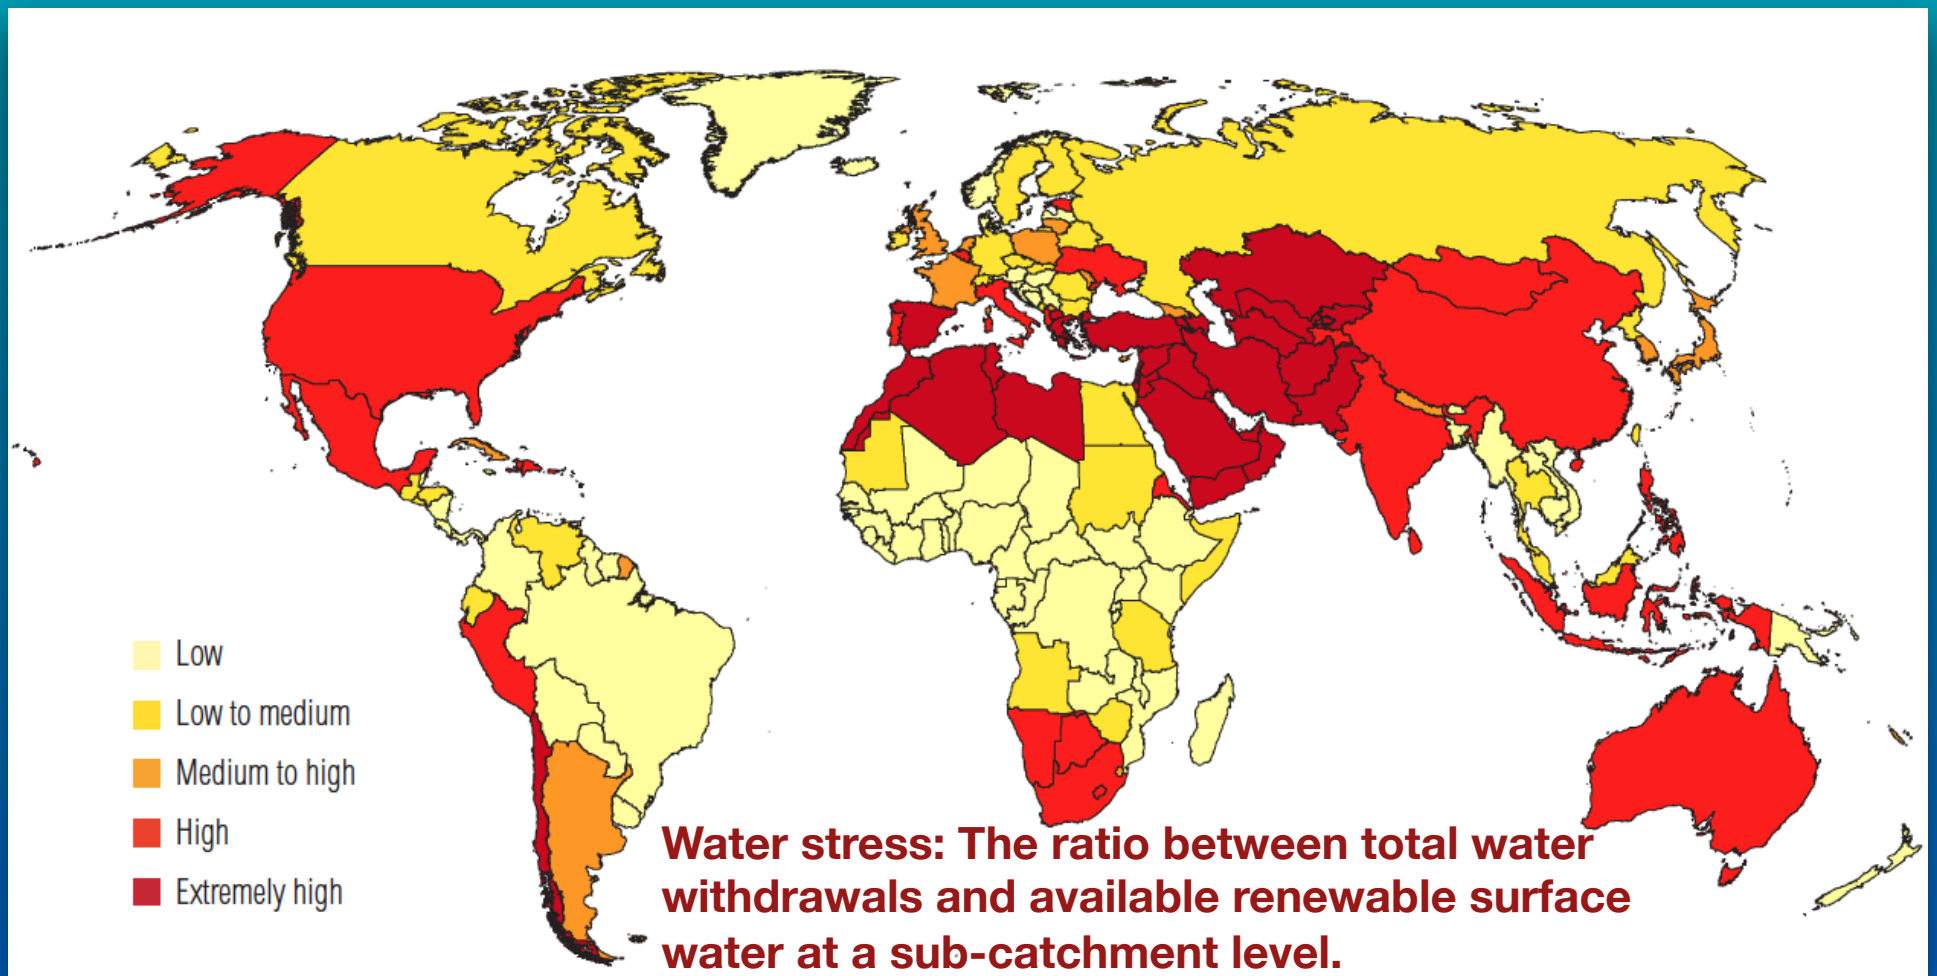 Low
Low to medium
Medium to high
High
Extremely high
Water stress: The ratio between total water
withdrawals and available renewable surface
water at a sub-catchment level.